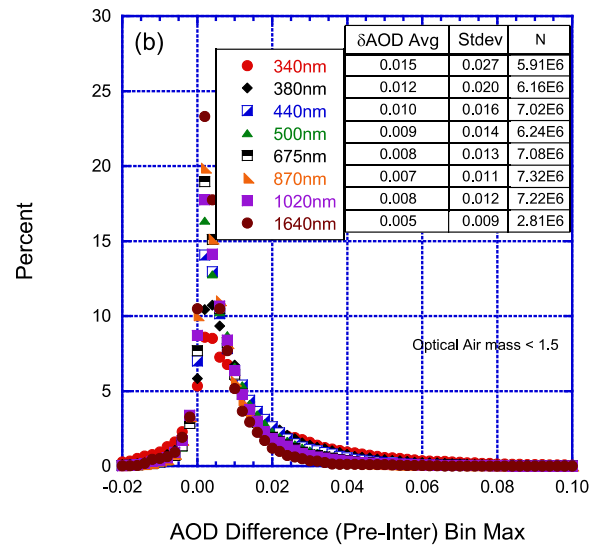 (b)
δAOD Avg Stdev N
340nm 0.015 0.027 5.91E6
380nm 0.012 0.020 6.16E6
440nm 0.010 0.016 7.02E6
500nm 0.009 0.014 6.24E6
675nm 0.008 0.013 7.08E6
870nm 0.007 0.011 7.32E6
1020nm 0.008 0.012 7.22E6
1640nm 0.005 0.009 2.81E6
Optical Air mass < 1.5
Percent
30
25
20
15
10
5
0
-0.02 0.00 0.02 0.04 0.06 0.08 0.10
AOD Difference (Pre-Inter) Bin Max